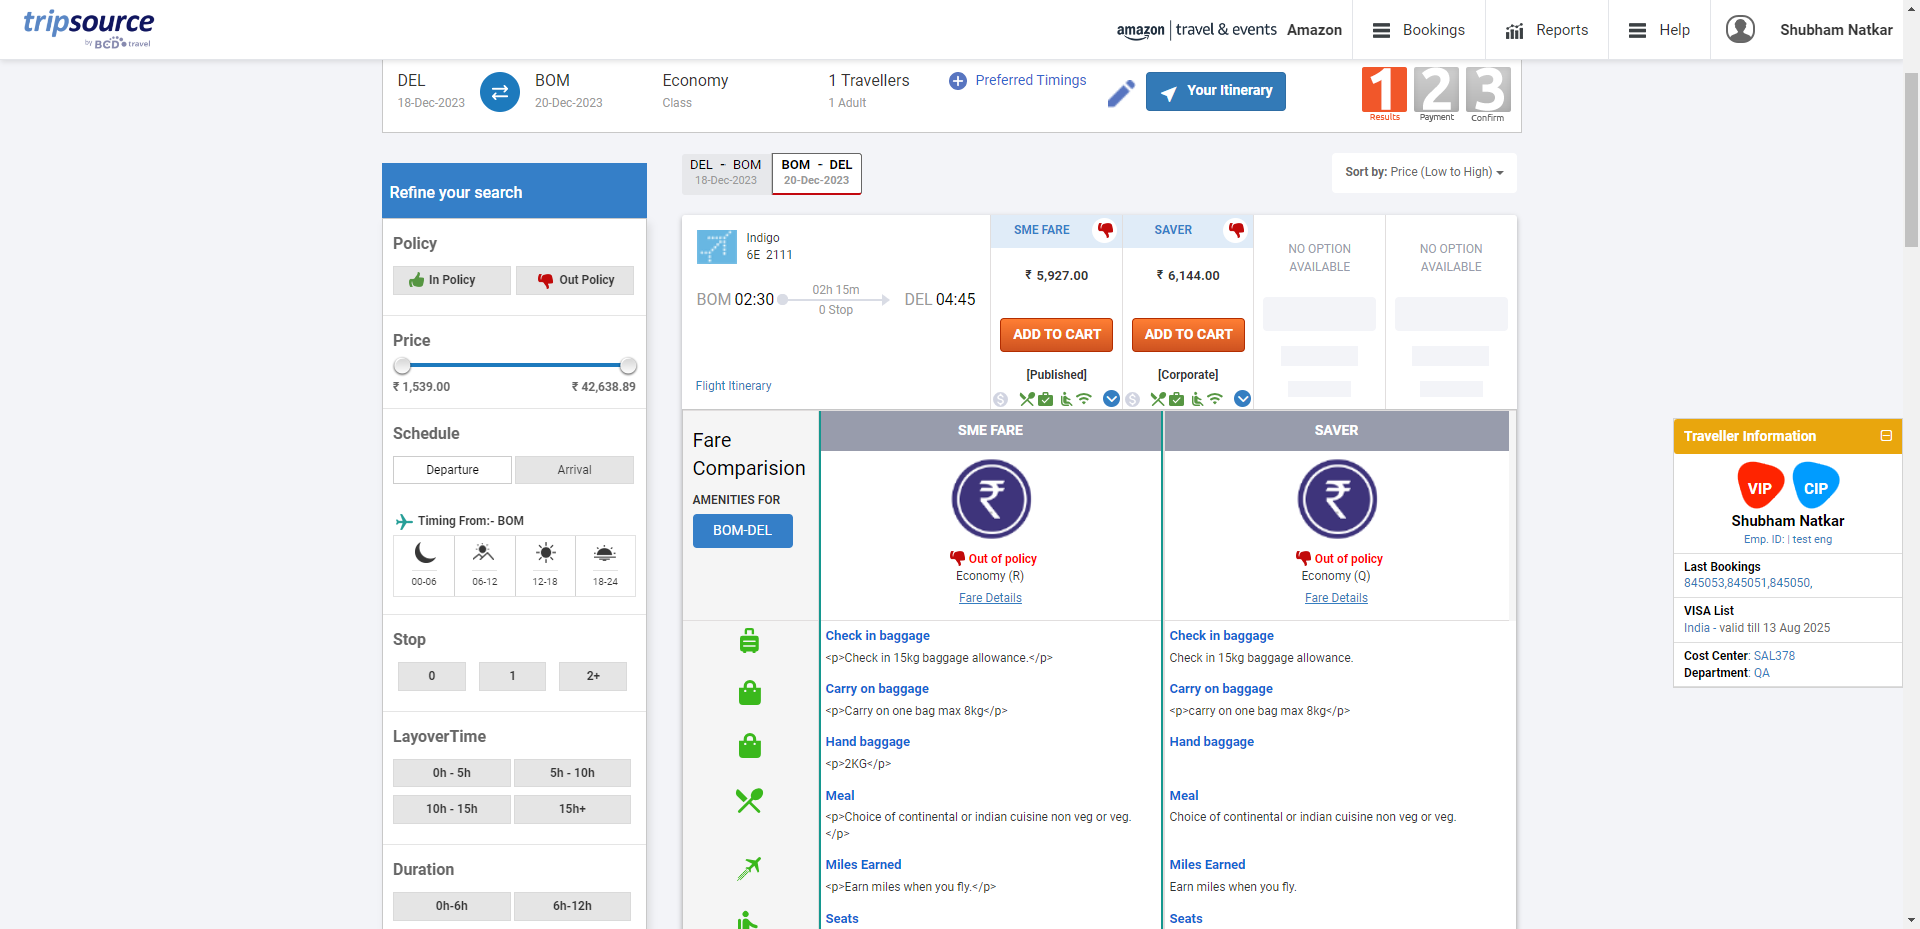 tripsource
by BCD travel
amazon | travel & events Amazon
Bookings
Reports
Help
Shubham Natkar
DEL
18-Dec-2023
BOM
20-Dec-2023
Economy
Class
1 Travellers
1 Adult
Preferred Timings
Your Itinerary
1
Results
2
Payment
3
Confirm
DEL - BOM
18-Dec-2023
BOM - DEL
20-Dec-2023
Sort by: Price (Low to High)
Refine your search
Policy
In Policy
Out Policy
Price
₹ 1,539.00
₹ 42,638.89
Schedule
Departure
Arrival
Timing From:- BOM
00-06
06-12
12-18
18-24
Stop
0
1
2+
LayoverTime
0h - 5h
5h - 10h
10h - 15h
15h+
Duration
0h-6h
6h-12h
Indigo
6E 2111
BOM 02:30
02h 15m
0 Stop
DEL 04:45
Flight Itinerary
SME FARE
₹ 5,927.00
ADD TO CART
[Published]
SAVER
₹ 6,144.00
ADD TO CART
[Corporate]
NO OPTION
AVAILABLE
NO OPTION
AVAILABLE
Fare
Comparision
AMENITIES FOR
BOM-DEL
SME FARE
₹
Out of policy
Economy (R)
Fare Details
SAVER
₹
Out of policy
Economy (Q)
Fare Details
Check in baggage
<p>Check in 15kg baggage allowance.</p>
Check in baggage
Check in 15kg baggage allowance.
Carry on baggage
<p>Carry on one bag max 8kg</p>
Carry on baggage
<p>carry on one bag max 8kg</p>
Hand baggage
<p>2KG</p>
Hand baggage
Meal
<p>Choice of continental or indian cuisine non veg or veg.
</p>
Meal
Choice of continental or indian cuisine non veg or veg.
Miles Earned
<p>Earn miles when you fly.</p>
Miles Earned
Earn miles when you fly.
Seats
Seats
Traveller Information
VIP
CIP
Shubham Natkar
Emp. ID: | test eng
Last Bookings
845053,845051,845050,
VISA List
India - valid till 13 Aug 2025
Cost Center: SAL378
Department: QA